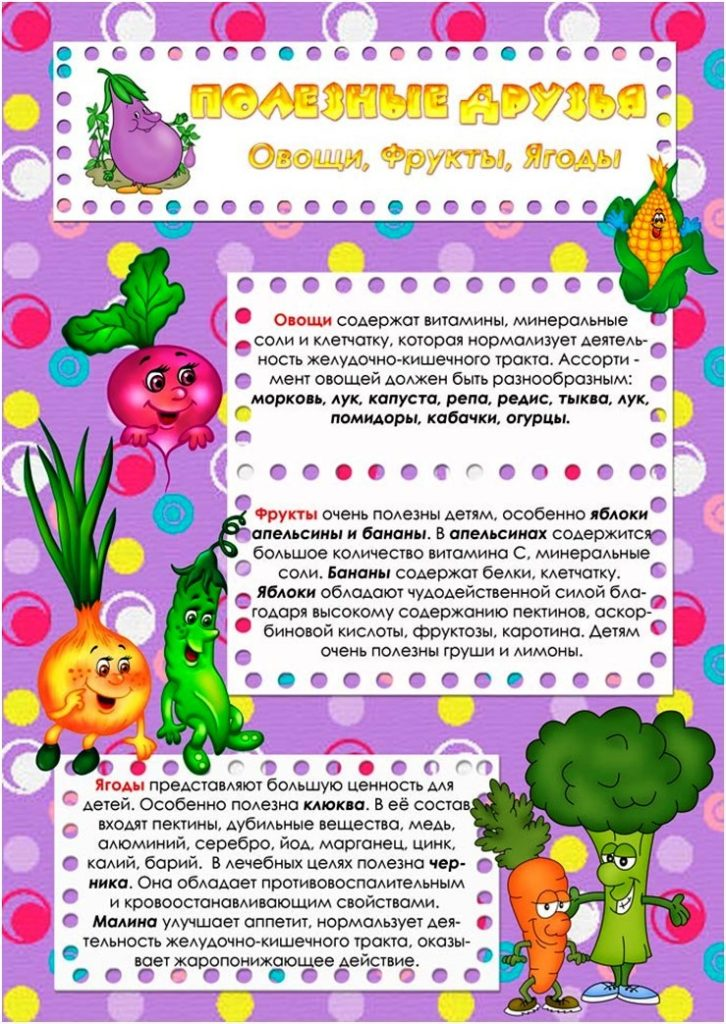 ПОЛЕЗНЫЕ ДРУЗЬЯ
Овощи, Фрукты, Ягоды
Овощи содержат витамины, минеральные
соли и клетчатку, которая нормализует деятель-
ность желудочно-кишечного тракта. Ассорти -
мент овощей должен быть разнообразным:
морковь, лук, капуста, репа, редис, тыква, лук,
помидоры, кабачки, огурцы.
Фрукты очень полезны детям, особенно яблоки
апельсины и бананы. В апельсинах содержится
большое количество витамина С, минеральные
соли. Бананы содержат белки, клетчатку.
Яблоки обладают чудодейственной силой бла-
годаря высокому содержанию пектинов, аскор-
биновой кислоты, фруктозы, каротина. Детям
очень полезны груши и лимоны.
Ягоды представляют большую ценность для
детей. Особенно полезна клюква. В её состав
входят пектины, дубильные вещества, медь,
алюминий, серебро, йод, марганец, цинк,
калий, барий. В лечебных целях полезна чер-
ника. Она обладает противовоспалительным
и кровоостанавливающим свойствами.
Малина улучшает аппетит, нормальзует дея-
тельность желудочно-кишечного тракта, оказы-
вает жаропонижающее действие.